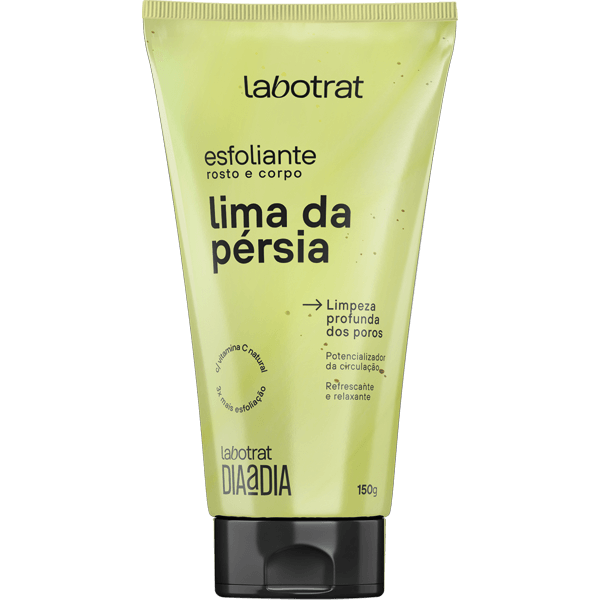 labotrat
esfoliante
rosto e corpo
lima da
pérsia
→ Limpeza
profunda
dos poros
Potencializador
da circulação
Refrescante
e relaxante
c/ vitamina C natural
3x mais esfoliação
labotrat
DIAaDIA
150g